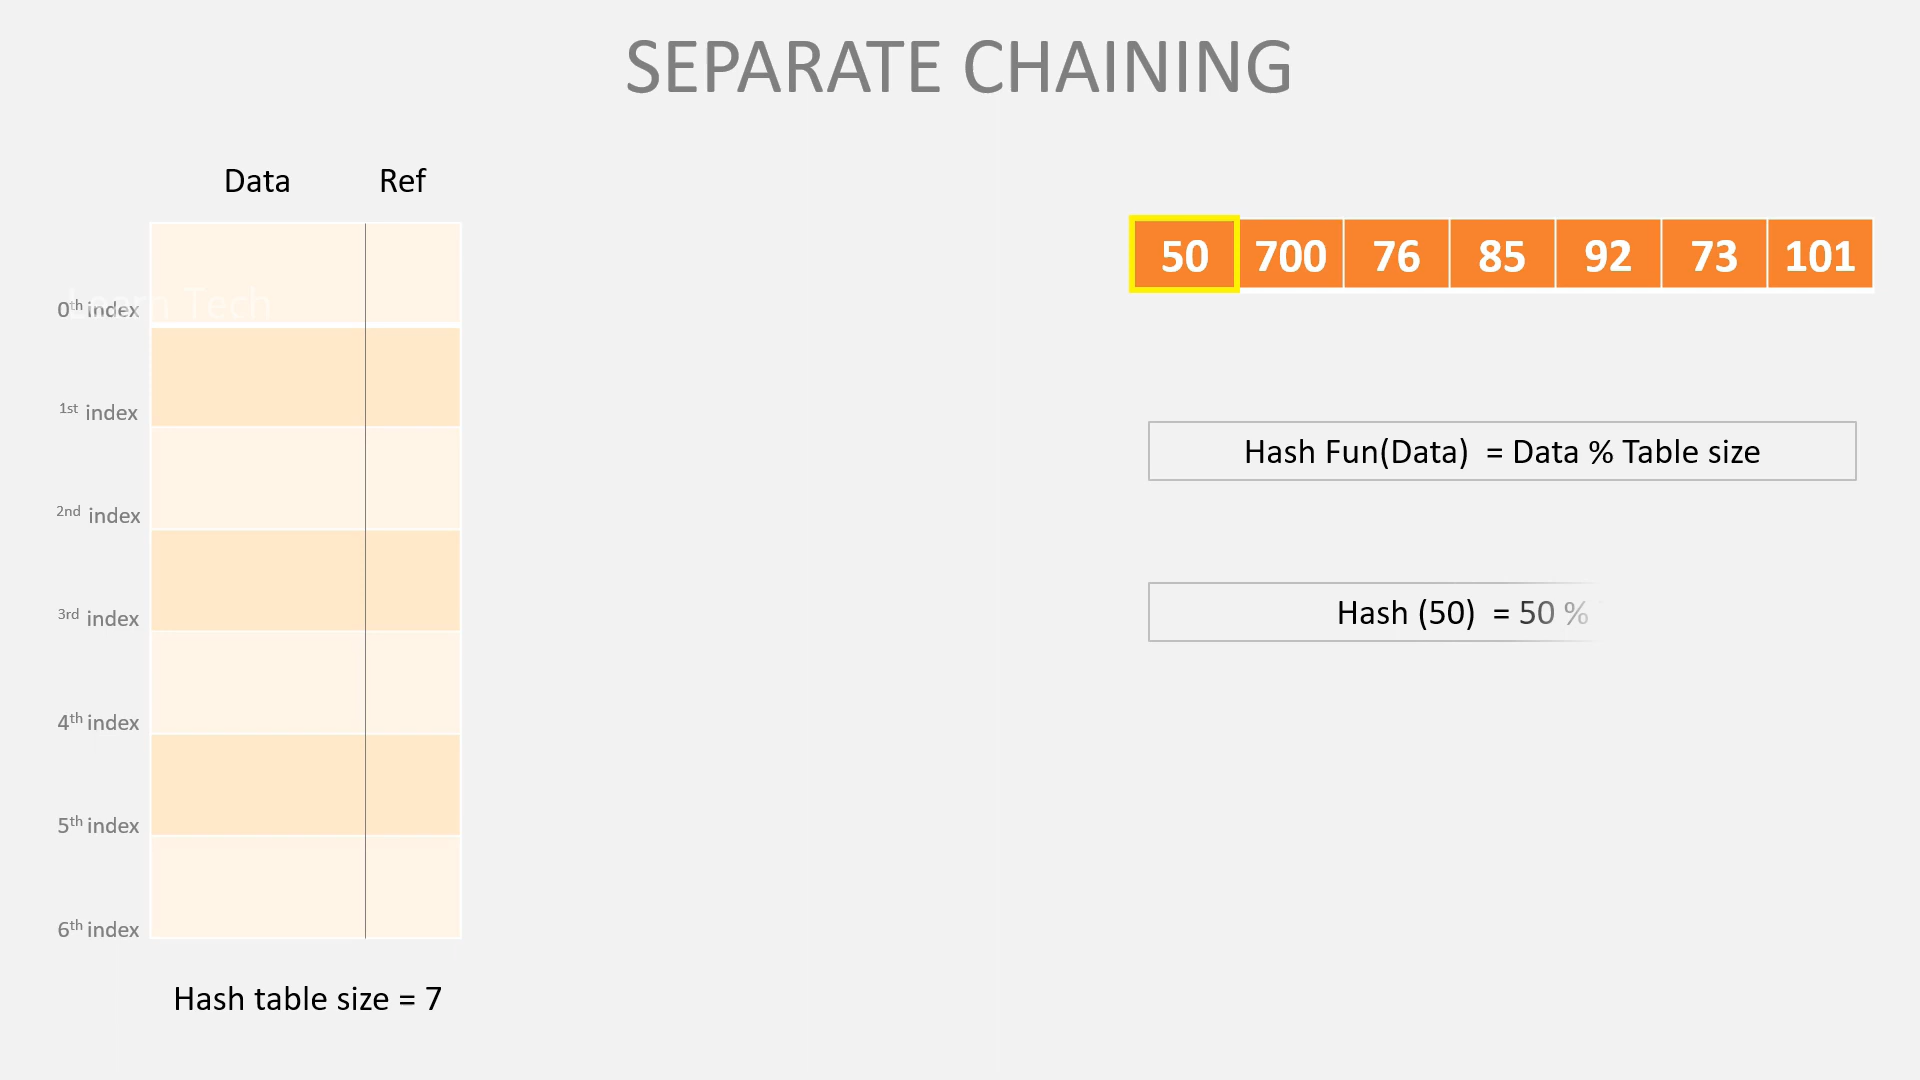 SEPARATE CHAINING
Data Ref
50 700 76 85 92 73 101
Learn Tech
0th index
1st index
2nd index
3rd index
4th index
5th index
6th index
Hash table size = 7
Hash Fun(Data) = Data % Table size
Hash (50) = 50 %